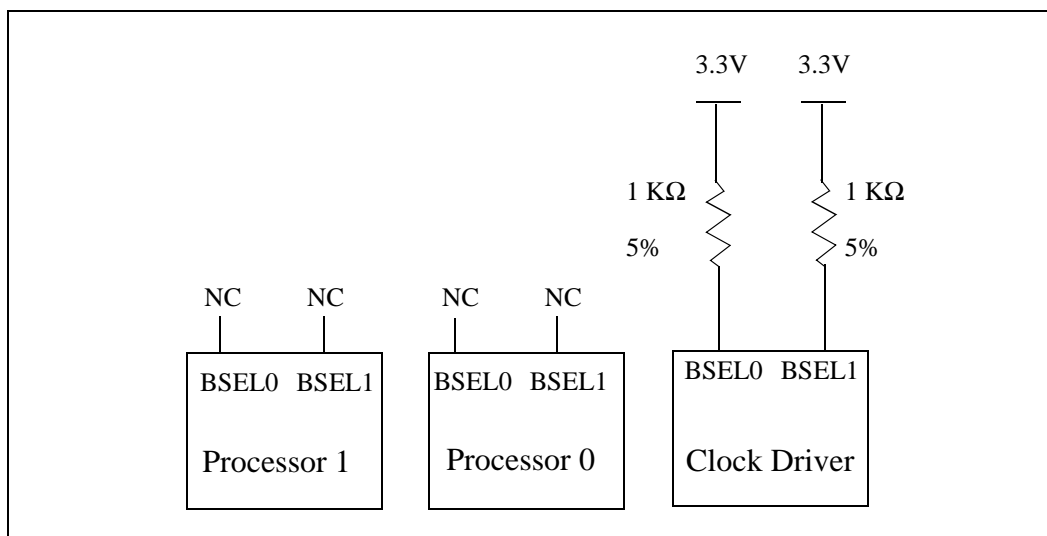 3.3V 3.3V
1 KΩ 1 KΩ
5% 5%
NC NC NC NC
BSEL0 BSEL1 BSEL0 BSEL1 BSEL0 BSEL1
Processor 1 Processor 0 Clock Driver